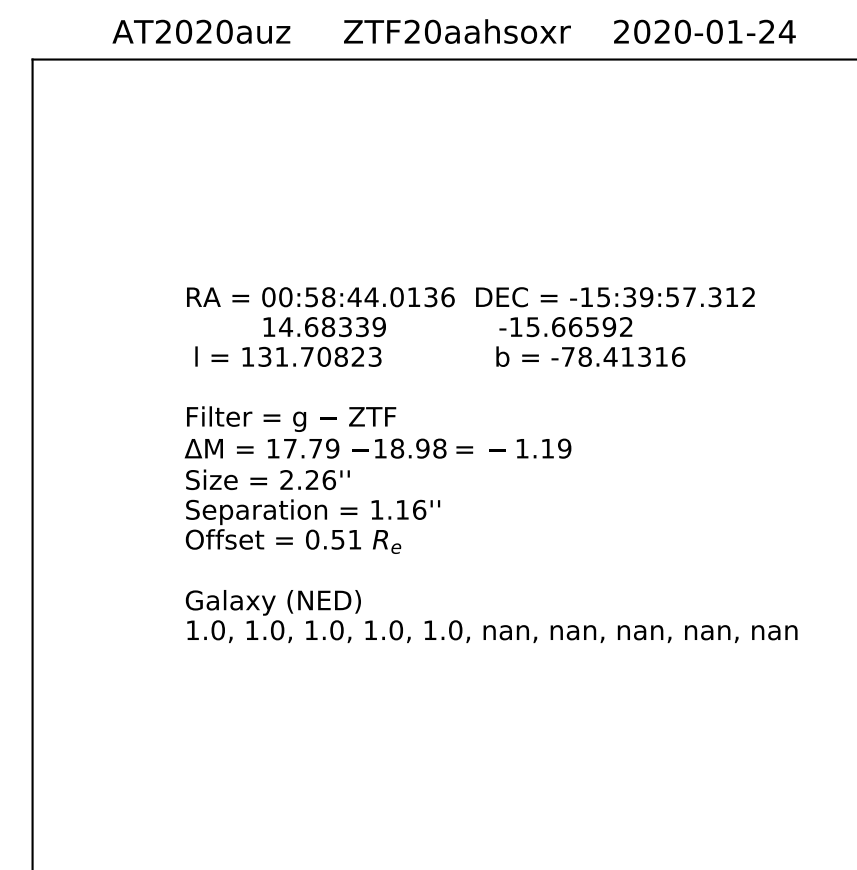 AT2020auz ZTF20aahsoxr 2020-01-24
RA = 00:58:44.0136 DEC = -15:39:57.312
14.68339 -15.66592
l = 131.70823 b = -78.41316
Filter = g − ZTF
ΔM = 17.79 −18.98 = − 1.19
Size = 2.26''
Separation = 1.16''
Offset = 0.51 Re
Galaxy (NED)
1.0, 1.0, 1.0, 1.0, 1.0, nan, nan, nan, nan, nan